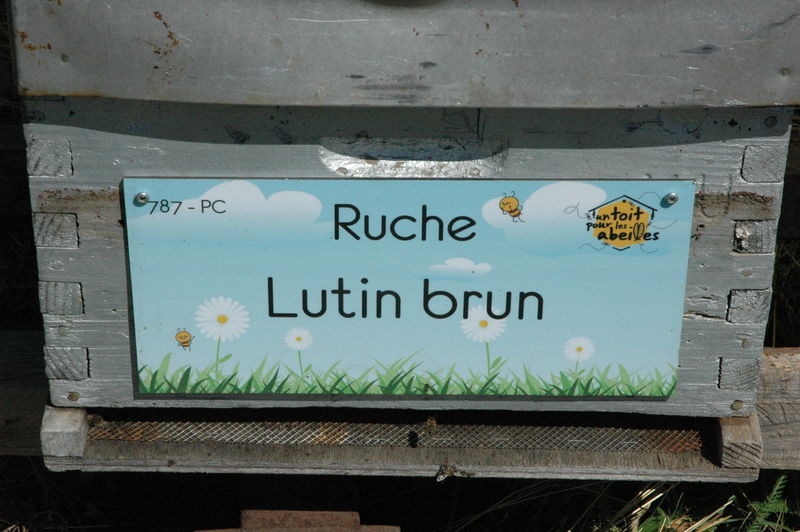 787 - PC
Ruche
un toit
pour les
abeilles
Lutin brun